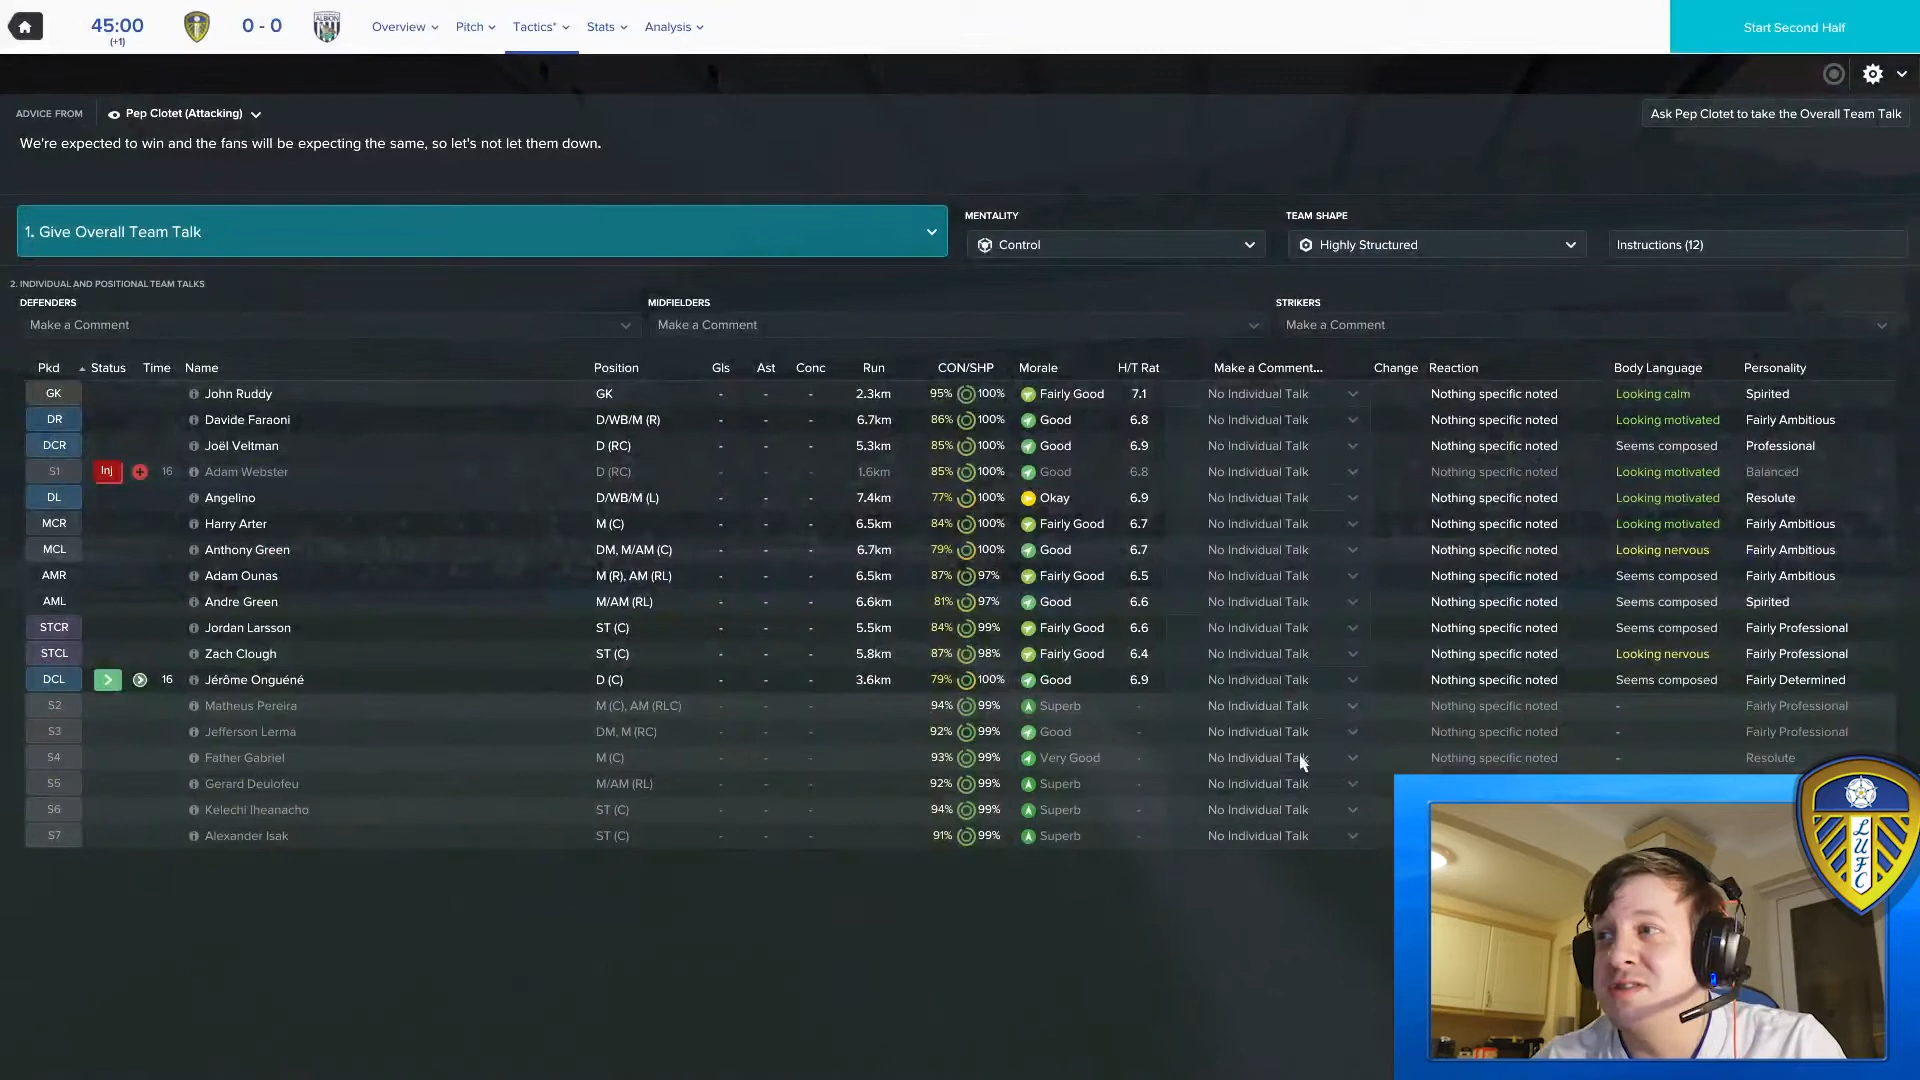 45:00 0 - 0 ALBION Overview Pitch Tactics* Stats Analysis Start Second Half
(+1)
ADVICE FROM Pep Clotet (Attacking) Ask Pep Clotet to take the Overall Team Talk
We're expected to win and the fans will be expecting the same, so let's not let them down.
MENTALITY TEAM SHAPE
1. Give Overall Team Talk Control Highly Structured Instructions (12)
2. INDIVIDUAL AND POSITIONAL TEAM TALKS
DEFENDERS MIDFIELDERS STRIKERS
Make a Comment Make a Comment Make a Comment
Pkd Status Time Name Position Gls Ast Conc Run CON/SHP Morale H/T Rat Make a Comment... Change Reaction Body Language Personality
GK John Ruddy GK - - - 2.3km 95% 100% Fairly Good 7.1 No Individual Talk Nothing specific noted Looking calm Spirited
DR Davide Faraoni D/WB/M (R) - - - 6.7km 86% 100% Good 6.8 No Individual Talk Nothing specific noted Looking motivated Fairly Ambitious
DCR Joël Veltman D (RC) - - - 5.3km 85% 100% Good 6.9 No Individual Talk Nothing specific noted Seems composed Professional
S1 Inj 16 Adam Webster D (RC) - - - 1.6km 85% 100% Good 6.8 No Individual Talk Nothing specific noted Looking motivated Balanced
DL Angelino D/WB/M (L) - - - 7.4km 77% 100% Okay 6.9 No Individual Talk Nothing specific noted Looking motivated Resolute
MCR Harry Arter M (C) - - - 6.5km 84% 100% Fairly Good 6.7 No Individual Talk Nothing specific noted Looking motivated Fairly Ambitious
MCL Anthony Green DM, M/AM (C) - - - 6.7km 79% 100% Good 6.7 No Individual Talk Nothing specific noted Looking nervous Fairly Ambitious
AMR Adam Ounas M (R), AM (RL) - - - 6.5km 87% 97% Fairly Good 6.5 No Individual Talk Nothing specific noted Seems composed Fairly Ambitious
AML Andre Green M/AM (RL) - - - 6.6km 81% 97% Good 6.6 No Individual Talk Nothing specific noted Seems composed Spirited
STCR Jordan Larsson ST (C) - - - 5.5km 84% 99% Fairly Good 6.6 No Individual Talk Nothing specific noted Seems composed Fairly Professional
STCL Zach Clough ST (C) - - - 5.8km 87% 98% Fairly Good 6.4 No Individual Talk Nothing specific noted Looking nervous Fairly Professional
DCL 16 Jérôme Onguéné D (C) - - - 3.6km 79% 100% Good 6.9 No Individual Talk Nothing specific noted Seems composed Fairly Determined
S2 Matheus Pereira M (C), AM (RLC) - - - 94% 99% Superb - No Individual Talk Nothing specific noted - Fairly Professional
S3 Jefferson Lerma DM, M (RC) - - - 92% 99% Good - No Individual Talk Nothing specific noted - Fairly Professional
S4 Father Gabriel M (C) - - - 93% 99% Very Good - No Individual Talk Nothing specific noted - Resolute
S5 Gerard Deulofeu M/AM (RL) - - - 92% 99% Superb - No Individual Talk
S6 Kelechi Iheanacho ST (C) - - - 94% 99% Superb - No Individual Talk
S7 Alexander Isak ST (C) - - - 91% 99% Superb - No Individual Talk
LUFC